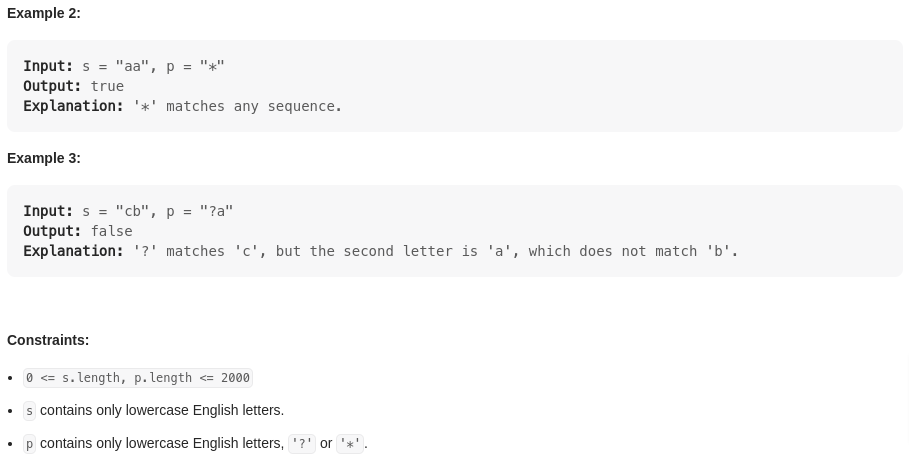 Example 2:
Input: s = "aa", p = "*"
Output: true
Explanation: '*' matches any sequence.
Example 3:
Input: s = "cb", p = "?a"
Output: false
Explanation: '?' matches 'c', but the second letter is 'a', which does not match 'b'.
Constraints:
• 0 <= s.length, p.length <= 2000
• s contains only lowercase English letters.
• p contains only lowercase English letters, '?' or '*'.